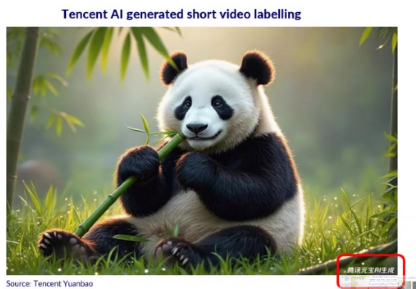 Tencent AI generated short video labelling
腾讯元宝AI生成
Source: Tencent Yuanbao